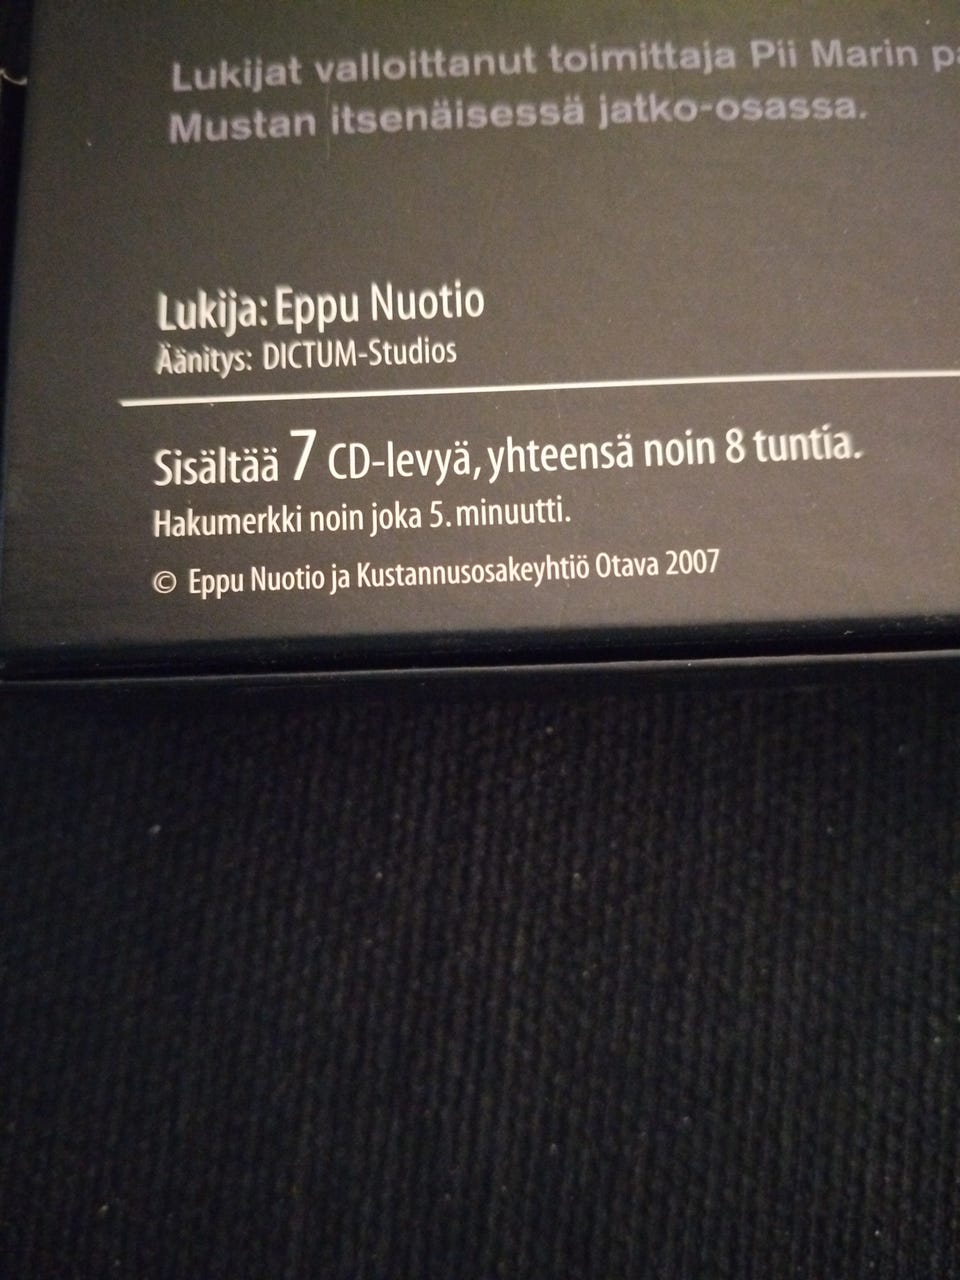 Lukijat valloittanut toimittaja Pii Marin
Mustan itsenäisessä jatko-osassa.
Lukija: Eppu Nuotio
Äänitys: DICTUM-Studios
Sisältää 7 CD-levyä, yhteensä noin 8 tuntia.
Hakumerkki noin joka 5. minuutti.
© Eppu Nuotio ja Kustannusosakeyhtiö Otava 2007